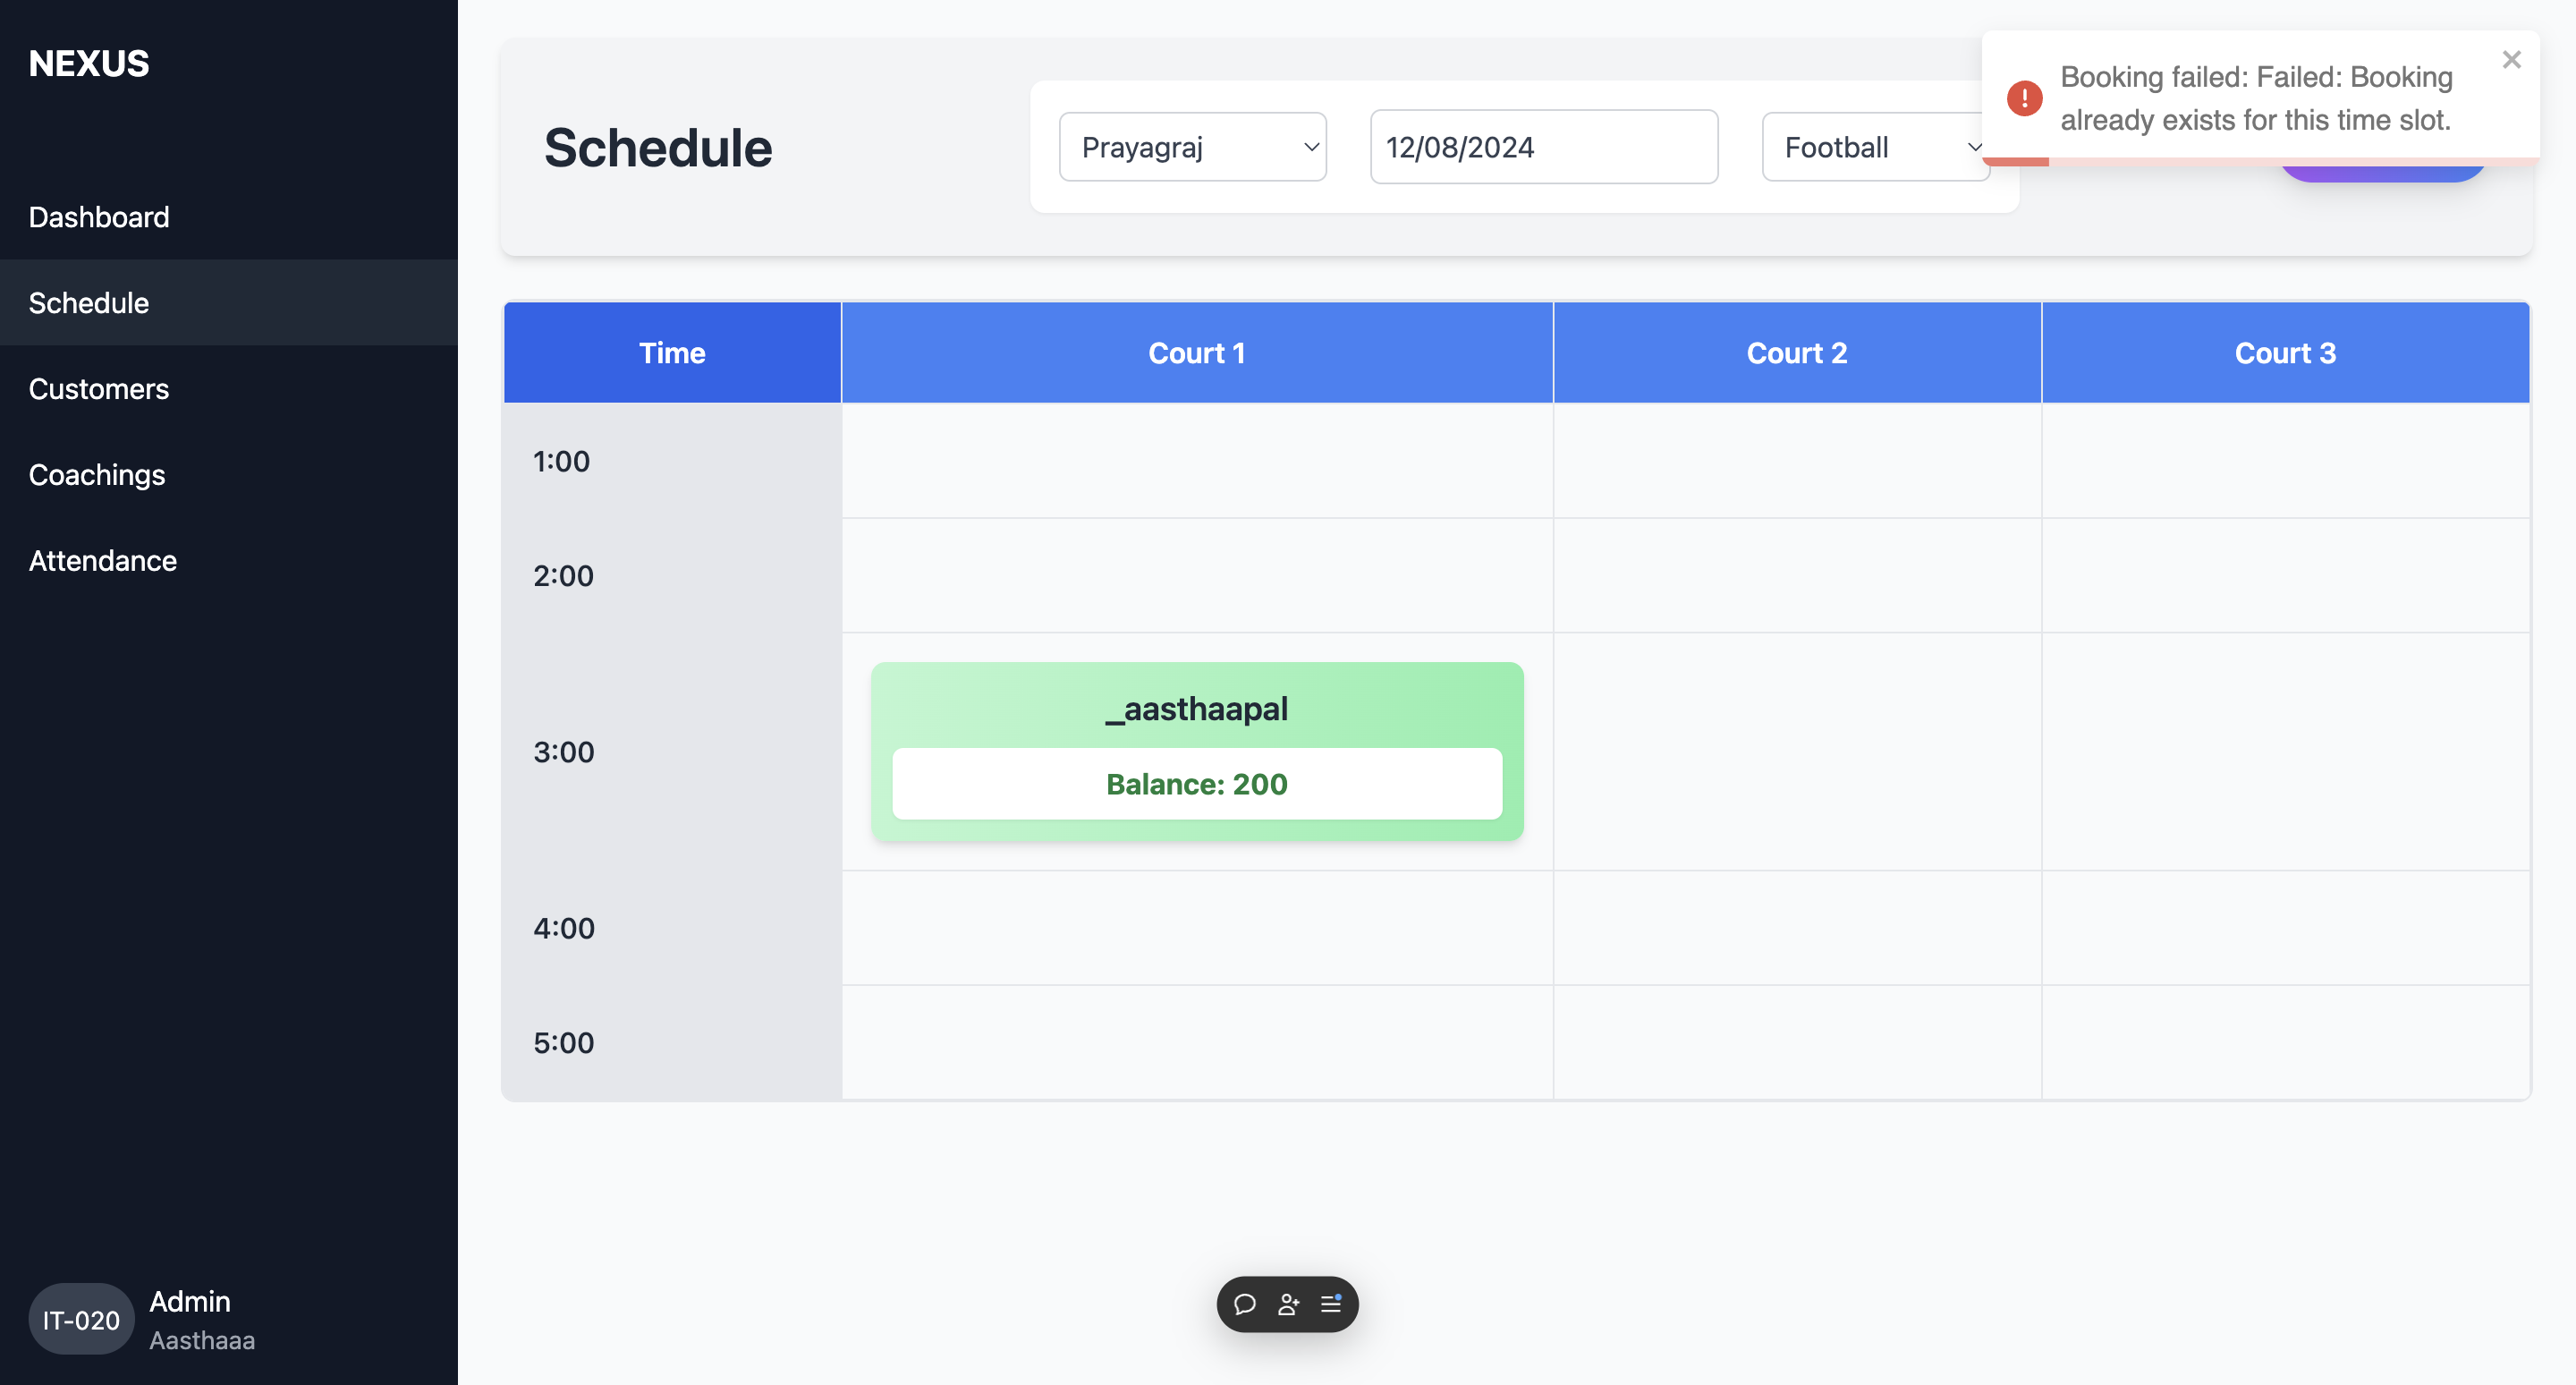 NEXUS
Dashboard
Schedule
Customers
Coachings
Attendance
IT-020
Admin
Aasthaaa
Schedule
Prayagraj
12/08/2024
Football
Booking failed: Failed: Booking
already exists for this time slot.
Time
Court 1
Court 2
Court 3
1:00
2:00
3:00
_aasthaapal
Balance: 200
4:00
5:00